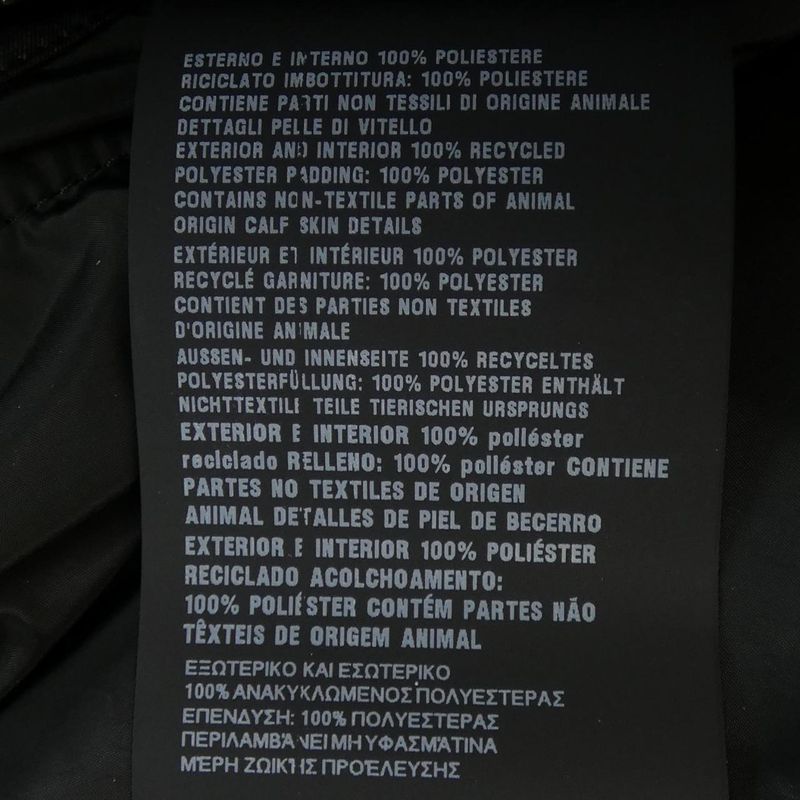 ESTERNO E INTERNO 100% POLIESTERE
RICICLATO IMBOTTITURA: 100% POLIESTERE
CONTIENE PARTI NON TESSILI DI ORIGINE ANIMALE
DETTAGLI PELLE DI VITELLO
EXTERIOR AND INTERIOR 100% RECYCLED
POLYESTER PADDING: 100% POLYESTER
CONTAINS NON-TEXTILE PARTS OF ANIMAL
ORIGIN CALF SKIN DETAILS
EXTÉRIEUR ET INTÉRIEUR 100% POLYESTER
RECYCLÉ GARNITURE: 100% POLYESTER
CONTIENT DES PARTIES NON TEXTILES
D'ORIGINE ANIMALE
AUSSEN- UND INNENSEITE 100% RECYCELTES
POLYESTERFÜLLUNG: 100% POLYESTER ENTHÄLT
NICHTTEXTILE TEILE TIERISCHEN URSPRUNGS
EXTERIOR E INTERIOR 100% poliéster
reciclado RELLENO: 100% poliéster CONTIENE
PARTES NO TEXTILES DE ORIGEN
ANIMAL DETALLES DE PIEL DE BECERRO
EXTERIOR E INTERIOR 100% POLIÉSTER
RECICLADO ACOLCHOAMENTO:
100% POLIÉSTER CONTÉM PARTES NÃO
TÊXTEIS DE ORIGEM ANIMAL
ΕΞΩΤΕΡΙΚΟ ΚΑΙ ΕΣΩΤΕΡΙΚΟ
100% ΑΝΑΚΥΚΛΩΜΕΝΟΣ ΠΟΛΥΕΣΤΕΡΑΣ
ΕΠΕΝΔΥΣΗ: 100% ΠΟΛΥΕΣΤΕΡΑΣ
ΠΕΡΙΛΑΜΒΆΝΕΙ ΜΗ ΥΦΑΣΜΆΤΙΝΑ
ΜΈΡΗ ΖΩΙΚΉΣ ΠΡΟΈΛΕΥΣΗΣ